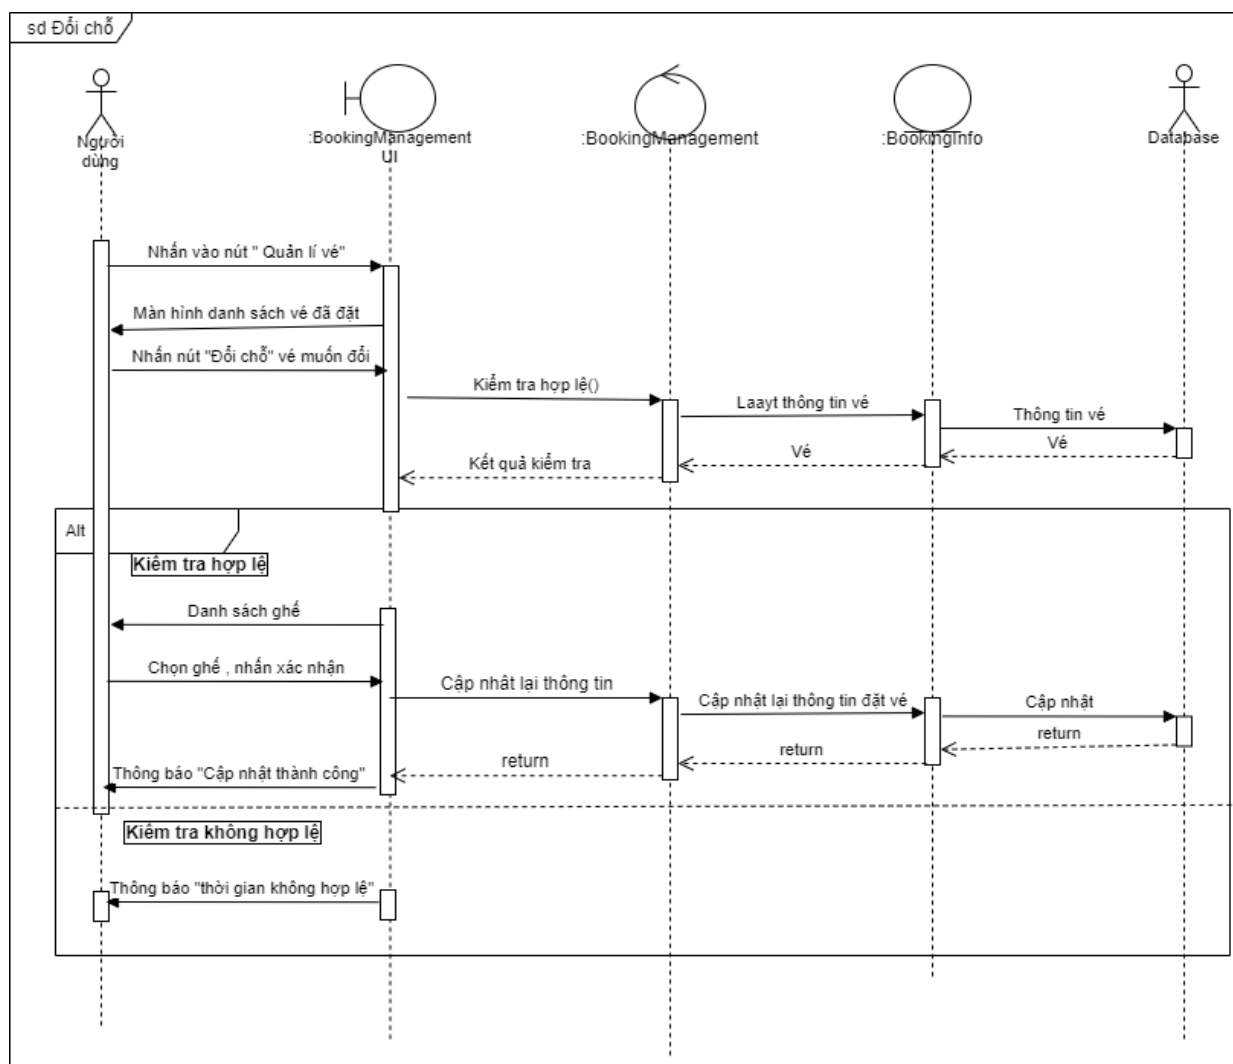 sd Đổi chỗ
Người
dùng
:BookingManagement
UI
:BookingManagement
:BookingInfo
Database
Nhấn vào nút " Quản lí vé"
Màn hình danh sách vé đã đặt
Nhấn nút "Đổi chỗ" vé muốn đổi
Kiểm tra hợp lệ()
Laayt thông tin vé
Thông tin vé
Vé
Vé
Kết quả kiểm tra
Alt
Kiêm tra hợp lệ
Danh sách ghế
Chọn ghế , nhấn xác nhận
Cập nhât lại thông tin
Cập nhật lại thông tin đặt vé
Cập nhật
return
return
return
Thông báo "Cập nhật thành công"
Kiêm tra không hợp lệ
Thông báo "thời gian không hợp lệ"